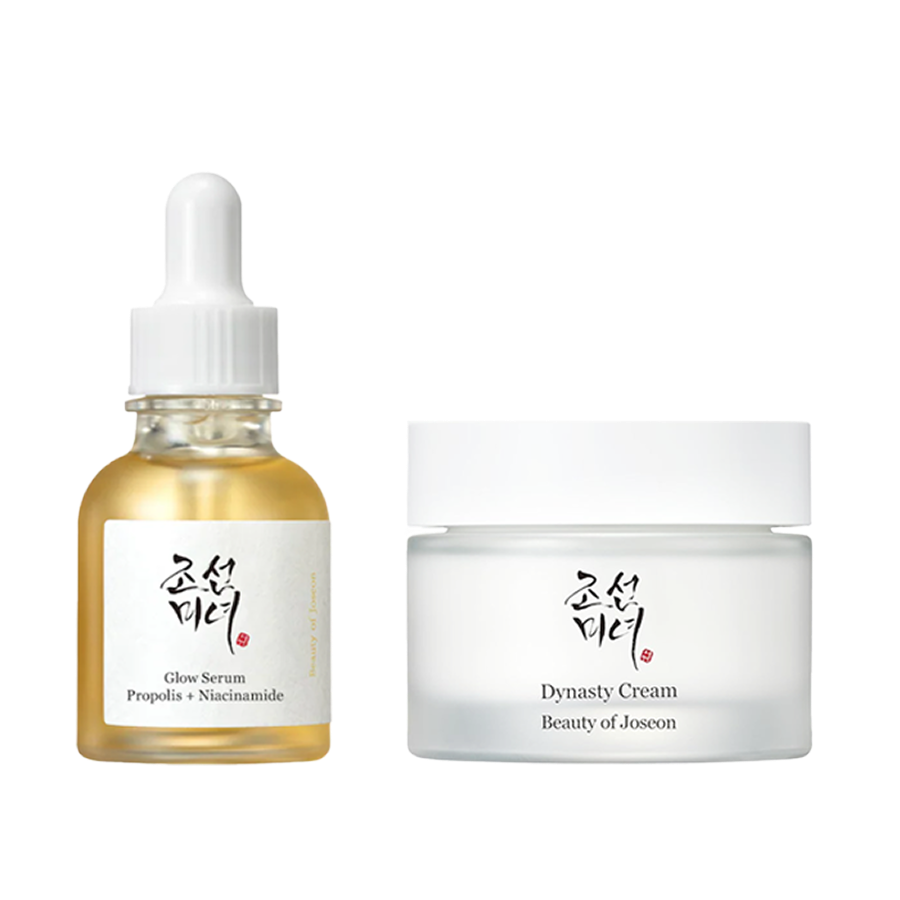 조선
미녀
Glow Serum
Propolis + Niacinamide
Beauty of Joseon
조선
미녀
Dynasty Cream
Beauty of Joseon